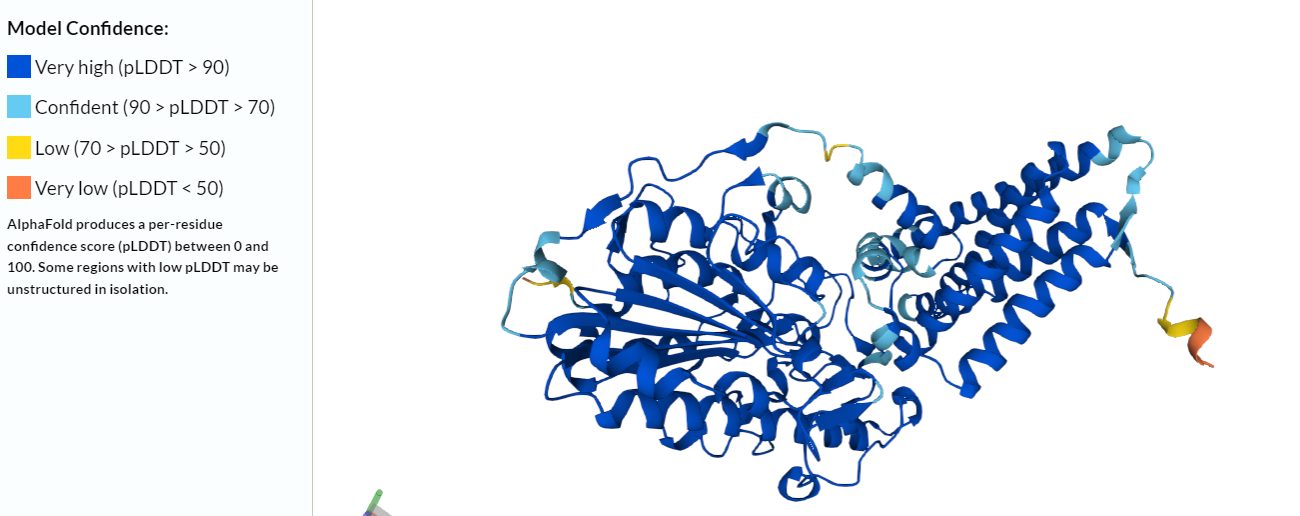 Model Confidence:
Very high (pLDDT > 90)
Confident (90 > pLDDT > 70)
Low (70 > pLDDT > 50)
Very low (pLDDT < 50)
AlphaFold produces a per-residue
confidence score (pLDDT) between 0 and
100. Some regions with low pLDDT may be
unstructured in isolation.